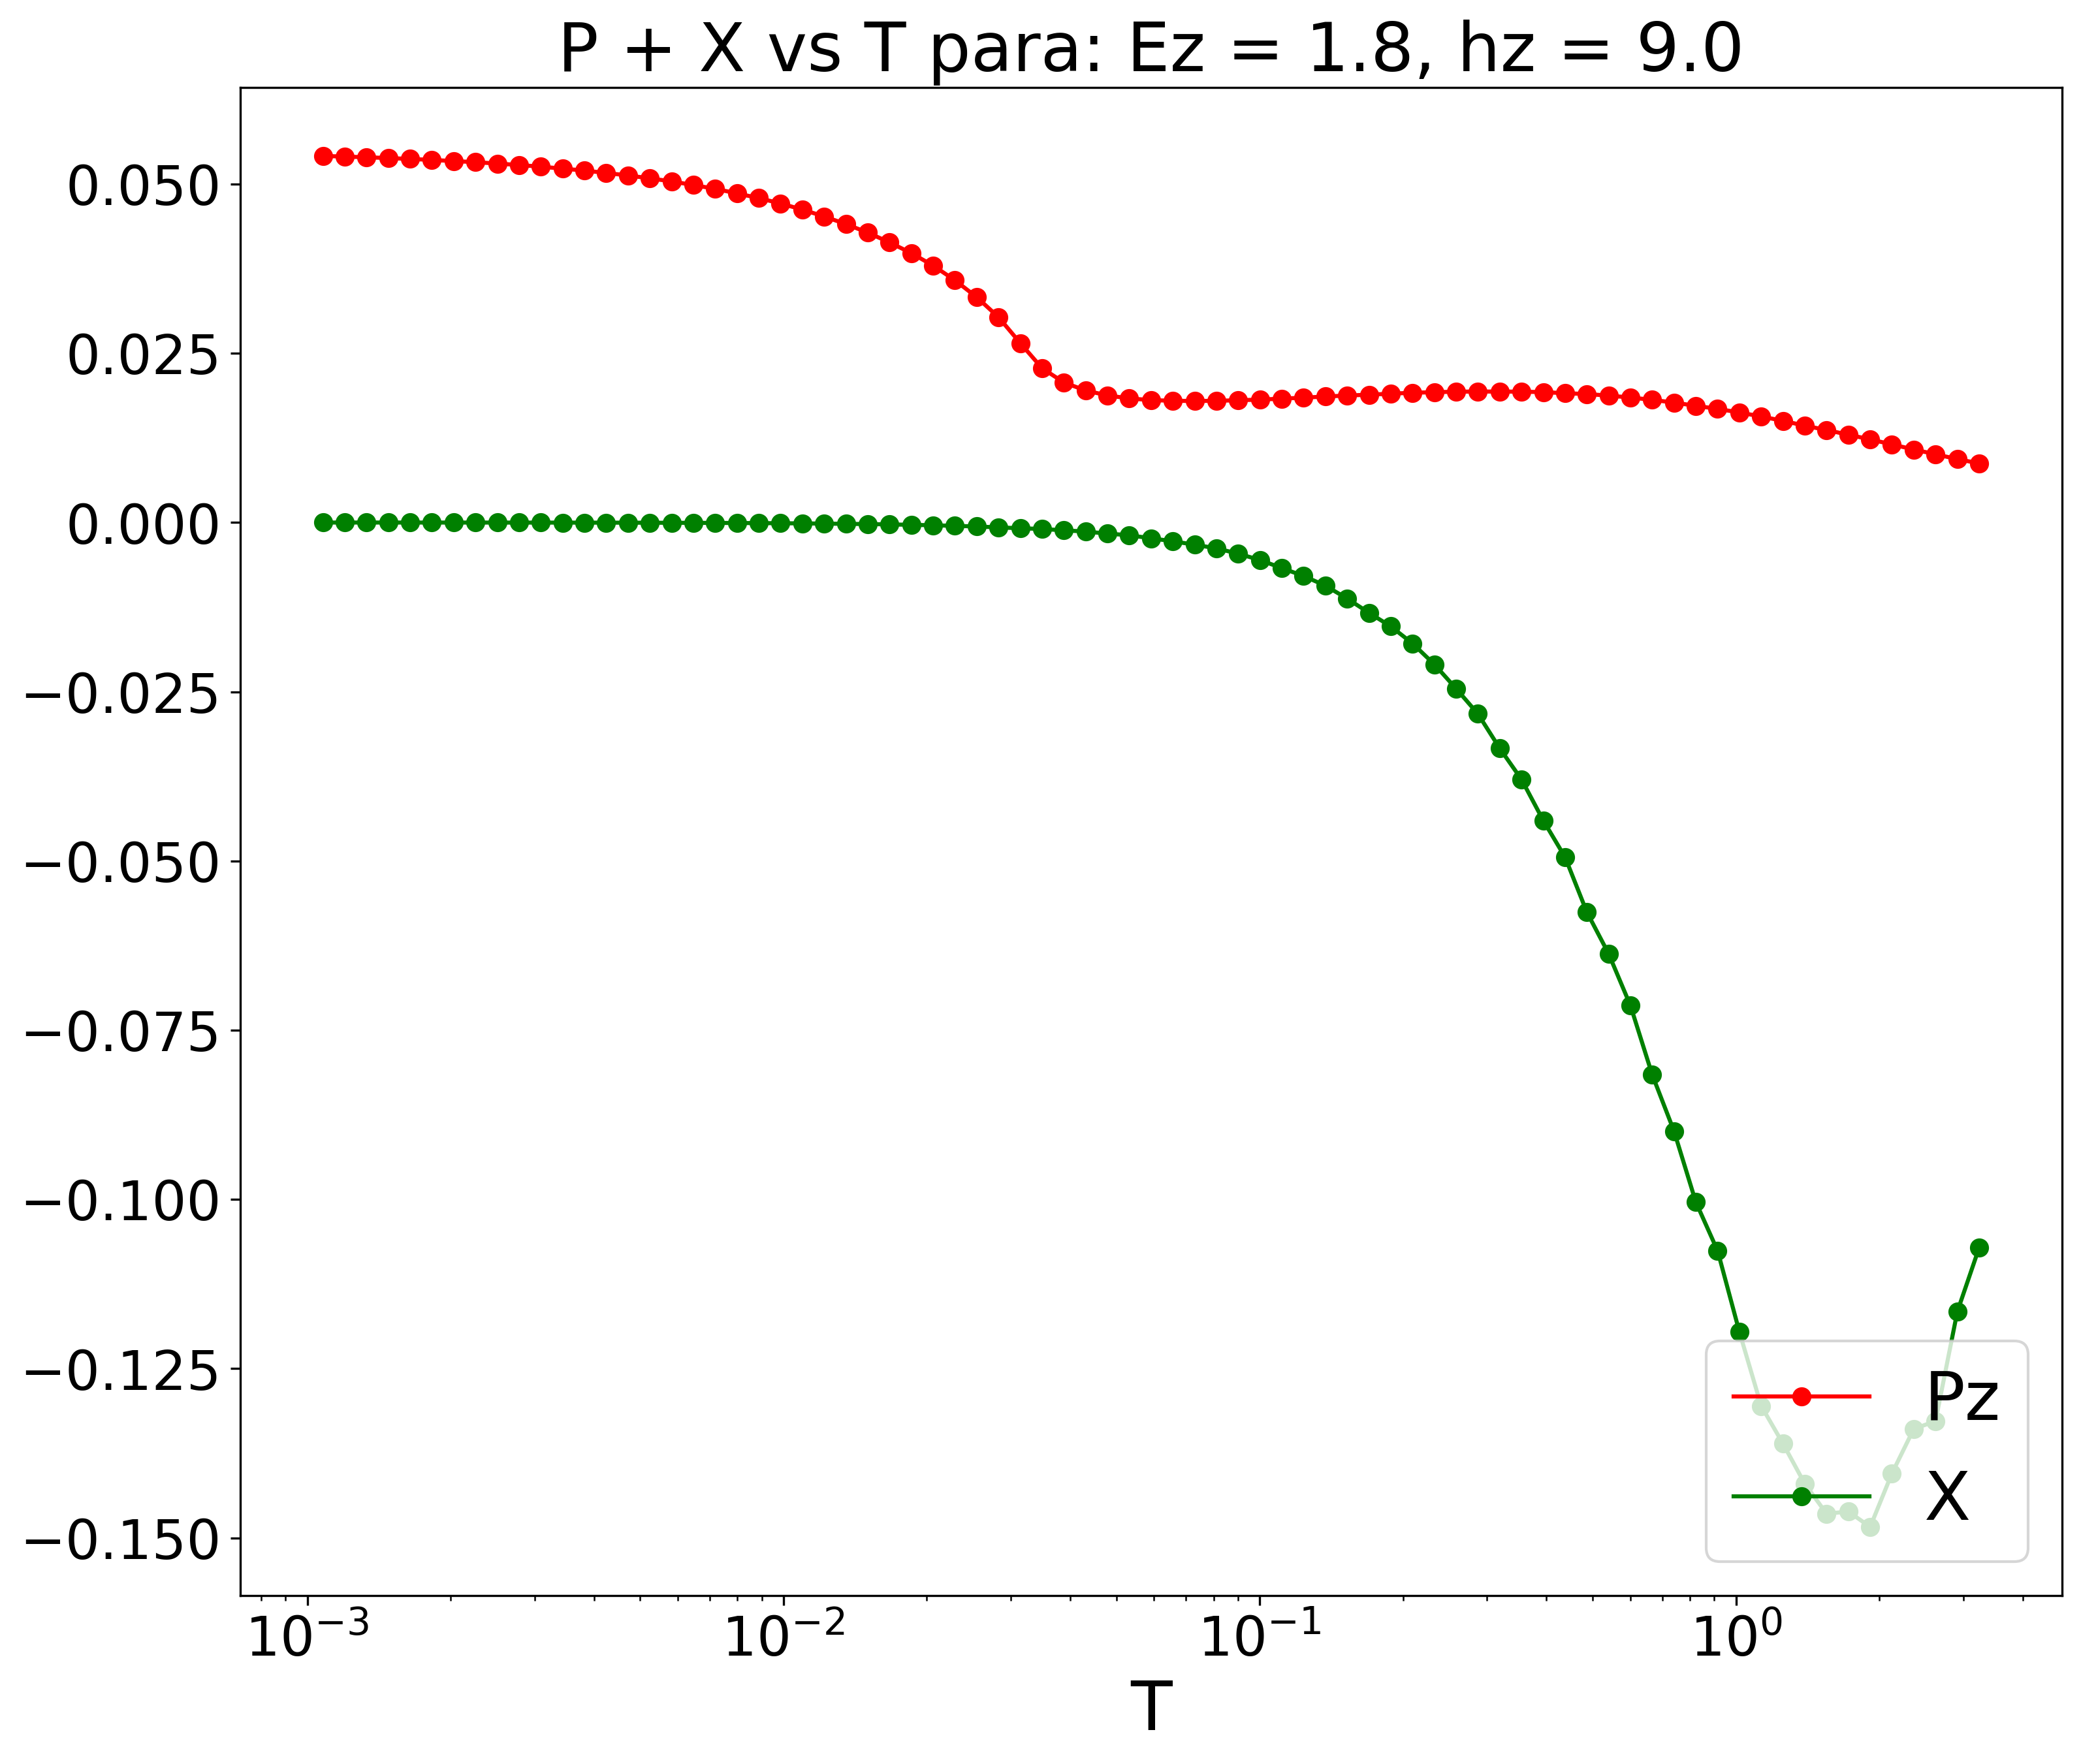 P + X vs T para: Ez = 1.8, hz = 9.0
0.050
0.025
0.000
−0.025
−0.050
−0.075
−0.100
−0.125
−0.150
Pz
X
10⁻³ 10⁻² 10⁻¹ 10⁰
T